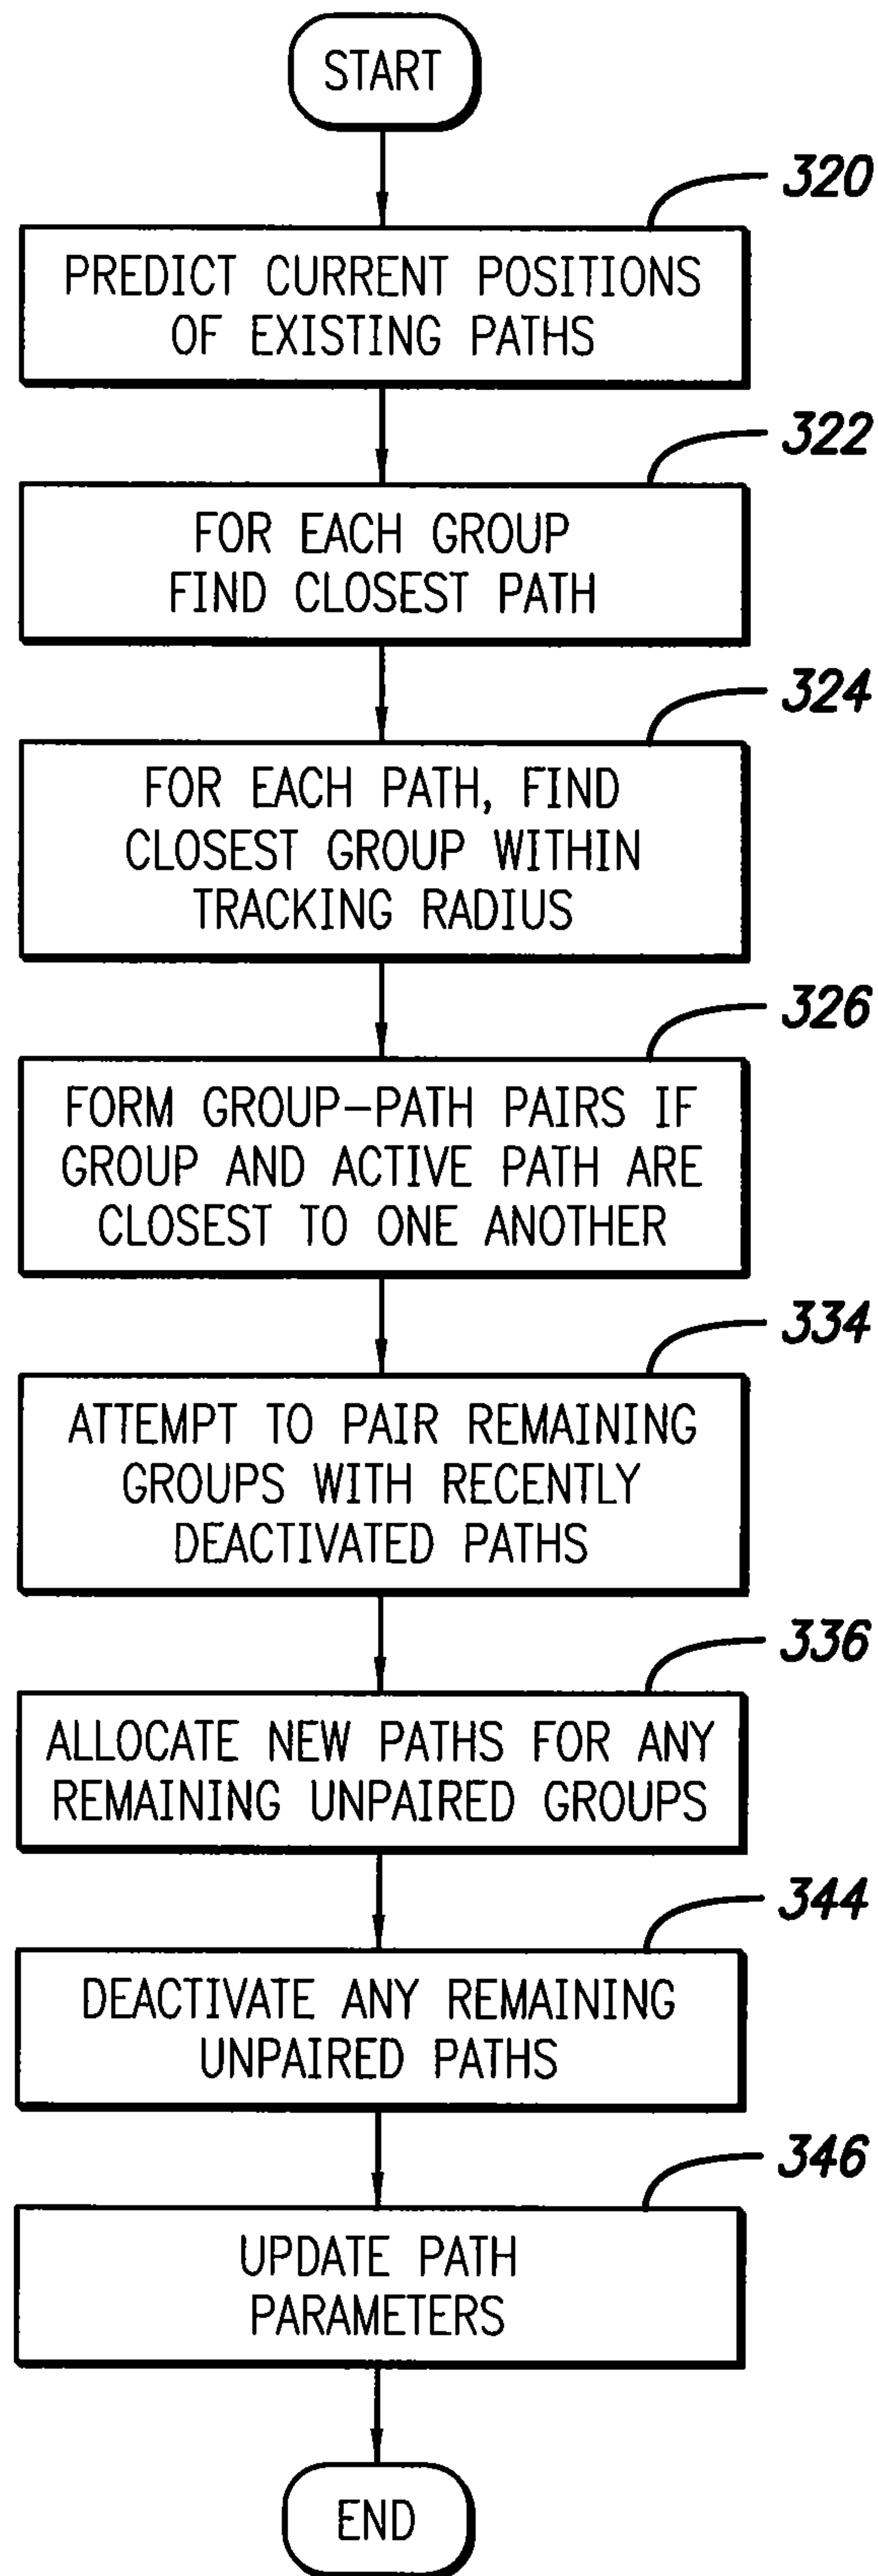 START
320
PREDICT CURRENT POSITIONS
OF EXISTING PATHS
322
FOR EACH GROUP
FIND CLOSEST PATH
324
FOR EACH PATH, FIND
CLOSEST GROUP WITHIN
TRACKING RADIUS
326
FORM GROUP-PATH PAIRS IF
GROUP AND ACTIVE PATH ARE
CLOSEST TO ONE ANOTHER
334
ATTEMPT TO PAIR REMAINING
GROUPS WITH RECENTLY
DEACTIVATED PATHS
336
ALLOCATE NEW PATHS FOR ANY
REMAINING UNPAIRED GROUPS
344
DEACTIVATE ANY REMAINING
UNPAIRED PATHS
346
UPDATE PATH
PARAMETERS
END